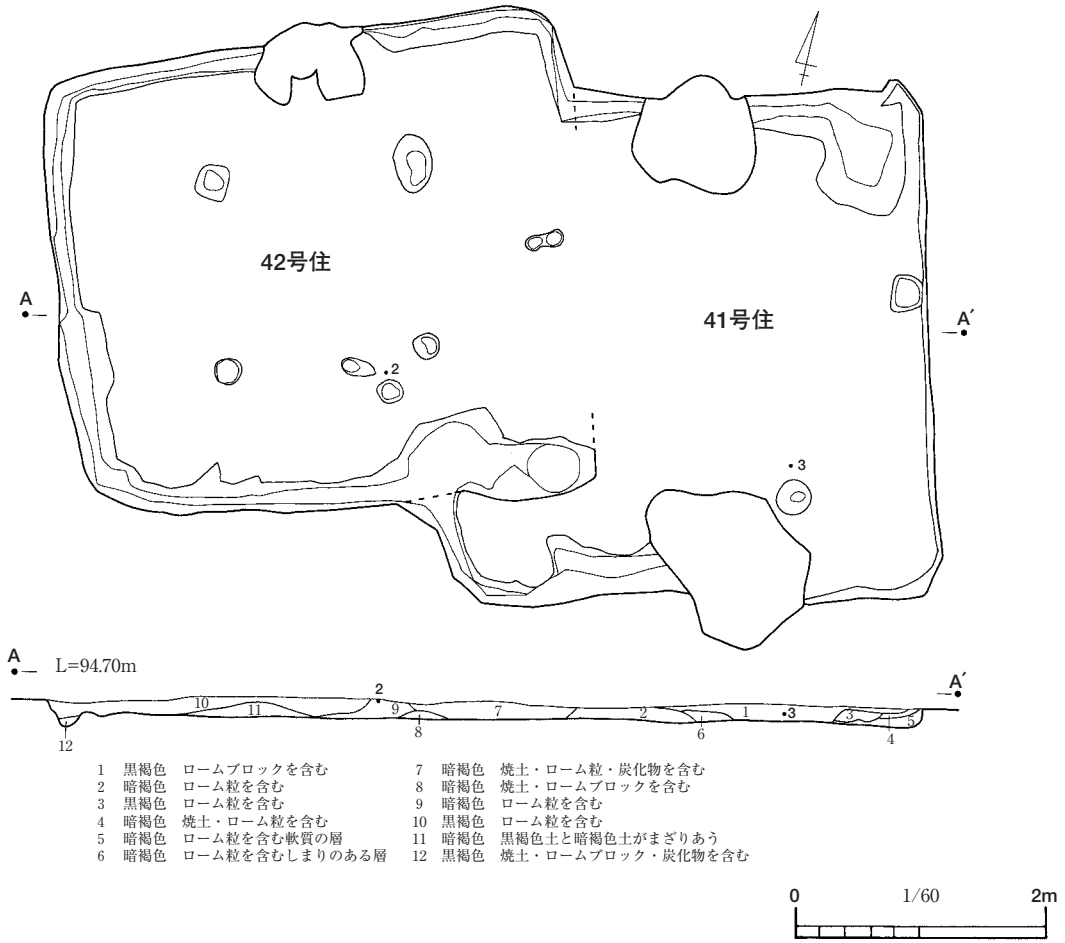 42号住
A
A′
41号住
2
3
A
L=94.70m
A′
2
10
11
9
7
2
1
3
3
5
12
8
6
4
1 黒褐色 ロームブロックを含む
2 暗褐色 ローム粒を含む
3 黒褐色 ローム粒を含む
4 暗褐色 焼土・ローム粒を含む
5 暗褐色 ローム粒を含む軟質の層
6 暗褐色 ローム粒を含むしまりのある層
7 暗褐色 焼土・ローム粒・炭化物を含む
8 暗褐色 焼土・ロームブロックを含む
9 暗褐色 ローム粒を含む
10 黒褐色 ローム粒を含む
11 暗褐色 黒褐色土と暗褐色土がまざりあう
12 黒褐色 焼土・ロームブロック・炭化物を含む
0 1/60 2m